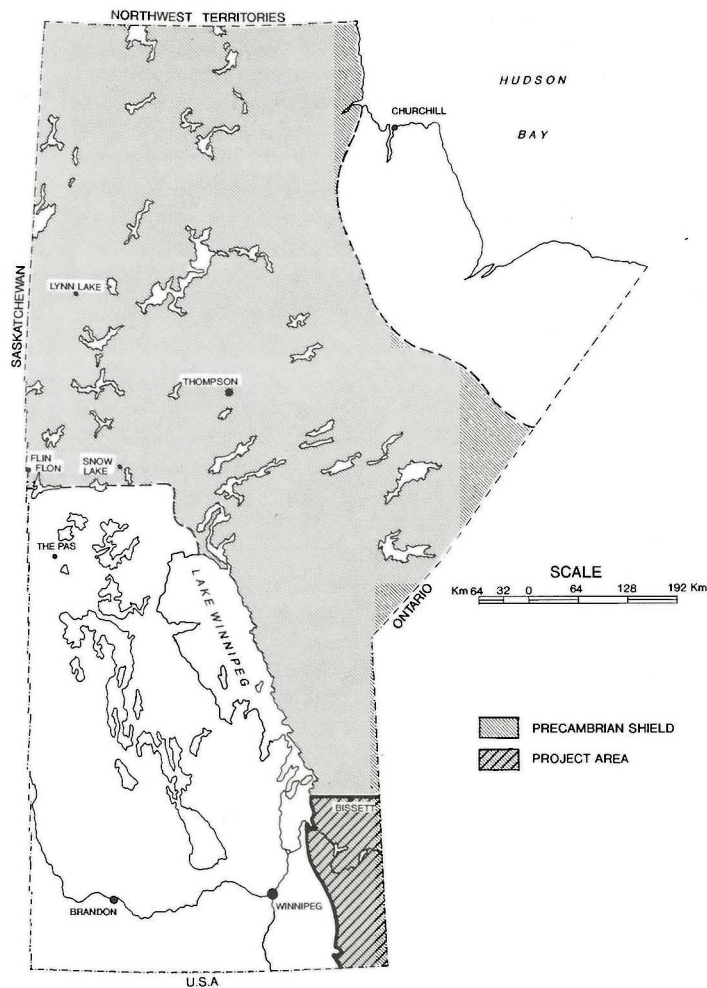 NORTHWEST TERRITORIES
HUDSON
BAY
CHURCHILL
SASKATCHEWAN
LYNN LAKE
THOMPSON
FLIN
FLON
SNOW
LAKE
THE PAS
LAKE WINNIPEG
ONTARIO
SCALE
Km 64 32 0 64 128 192 Km
PRECAMBRIAN SHIELD
PROJECT AREA
BISSETT
BRANDON
WINNIPEG
U.S.A